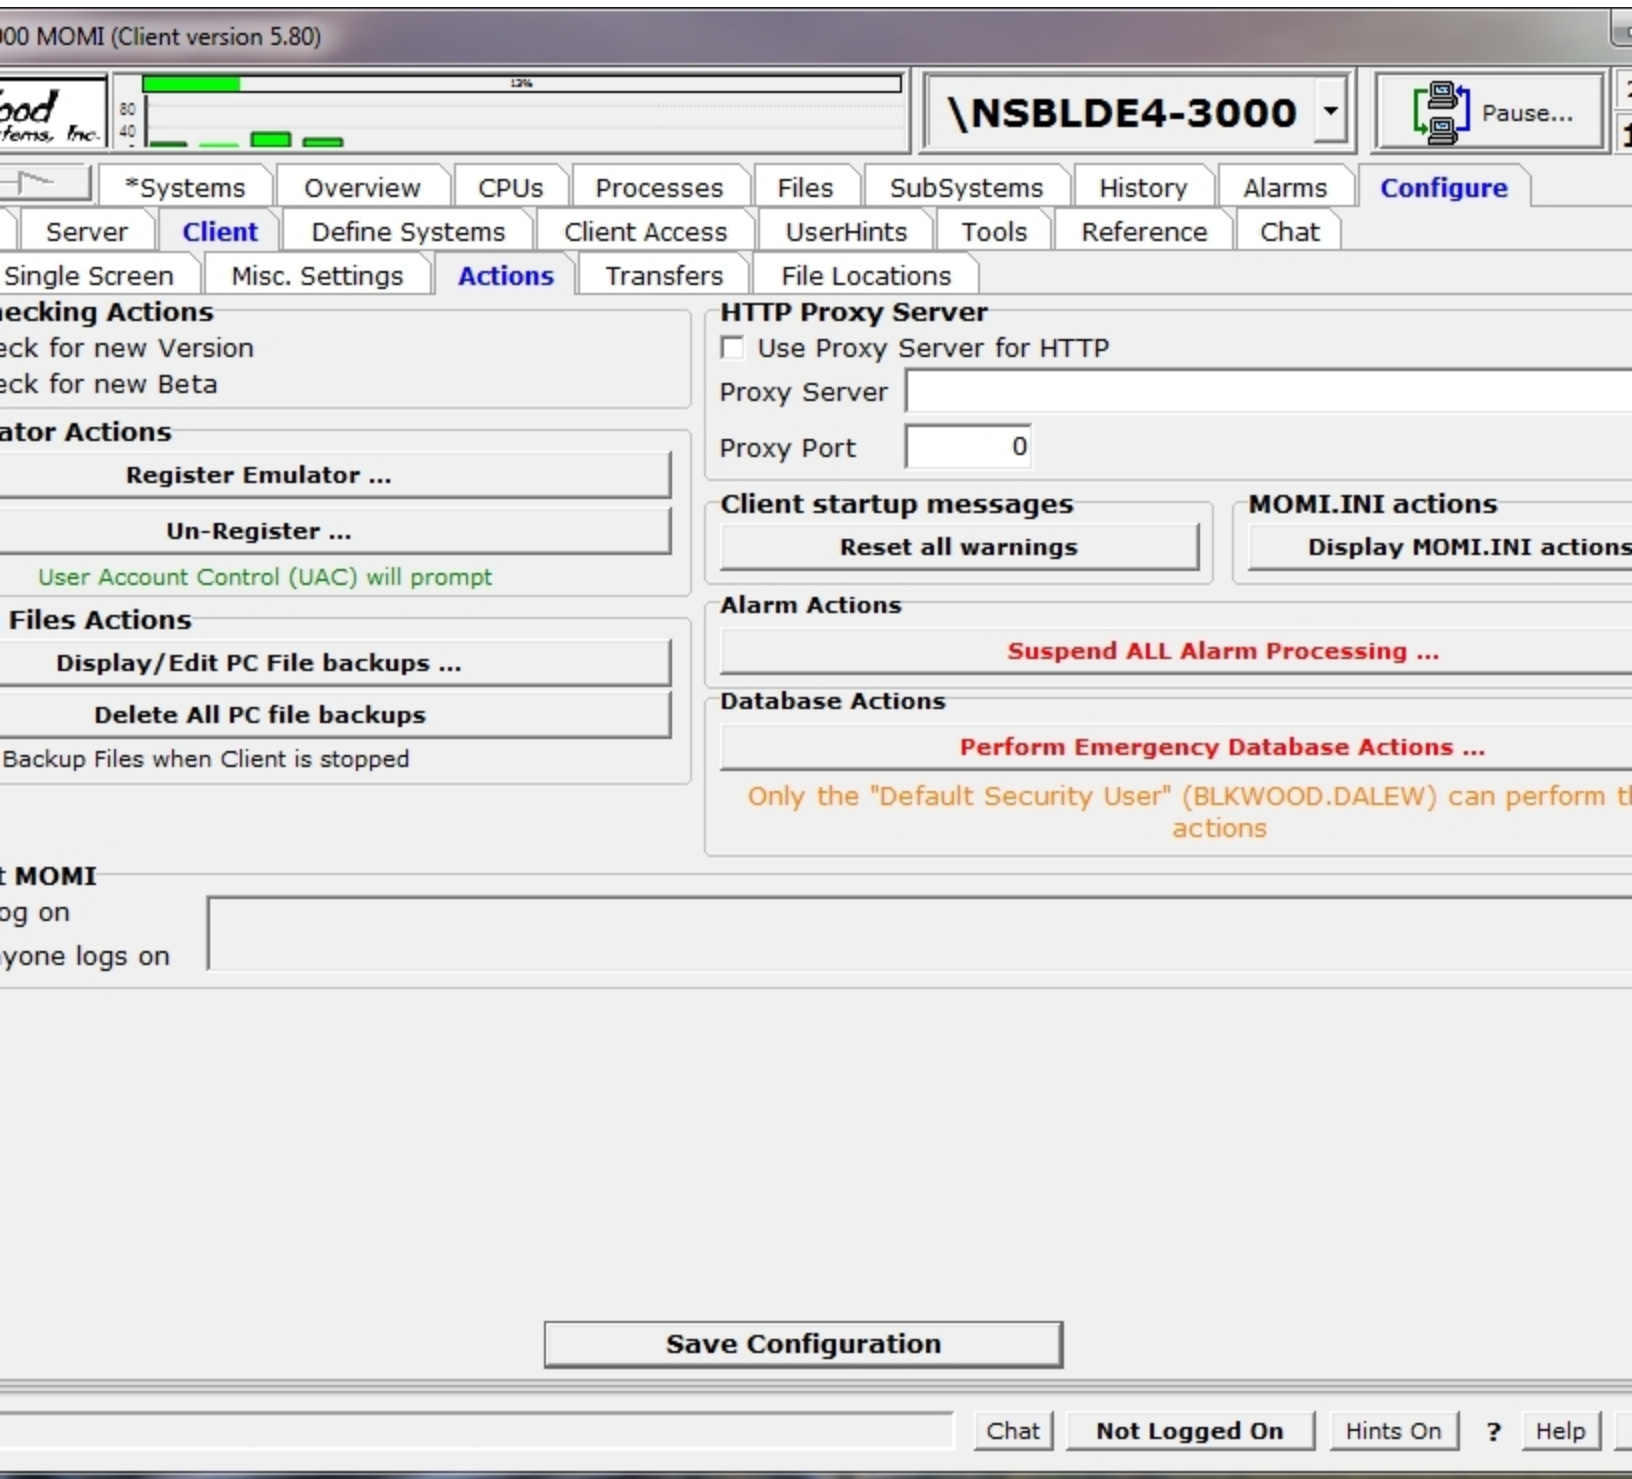 000 MOMI (Client version 5.80)
13%
80
40
\NSBLDE4-3000
Pause...
*Systems Overview CPUs Processes Files SubSystems History Alarms Configure
Server Client Define Systems Client Access UserHints Tools Reference Chat
Single Screen Misc. Settings Actions Transfers File Locations
hecking Actions
eck for new Version
eck for new Beta
ator Actions
Register Emulator ...
Un-Register ...
User Account Control (UAC) will prompt
Files Actions
Display/Edit PC File backups ...
Delete All PC file backups
Backup Files when Client is stopped
HTTP Proxy Server
Use Proxy Server for HTTP
Proxy Server
Proxy Port 0
Client startup messages
Reset all warnings
MOMI.INI actions
Display MOMI.INI actions
Alarm Actions
Suspend ALL Alarm Processing ...
Database Actions
Perform Emergency Database Actions ...
Only the "Default Security User" (BLKWOOD.DALEW) can perform th
actions
t MOMI
og on
nyone logs on
Save Configuration
Chat Not Logged On Hints On ? Help